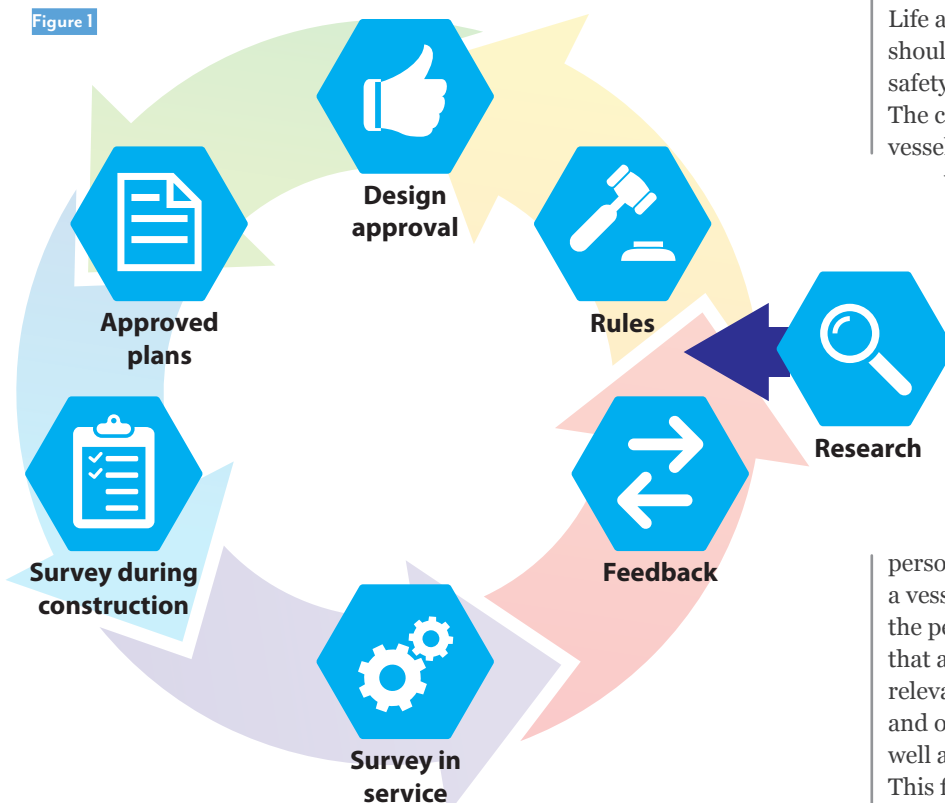 Figure 1
Design
approval
Approved
plans
Rules
Research
Survey during
construction
Feedback
Survey in
service
Life a
shoul
safety
The c
vessel
perso
a vess
the pe
that a
releva
and o
well a
This f